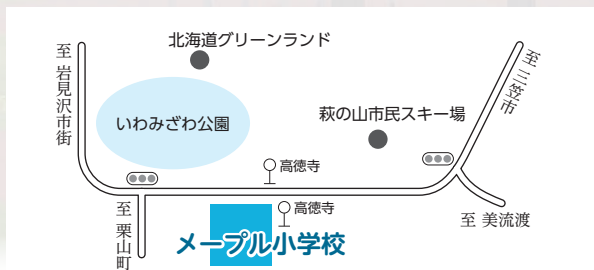 北海道グリーンランド
至 岩見沢市街
至 三笠市
いわみざわ公園
萩の山市民スキー場
高徳寺
高徳寺
至 栗山町
メープル小学校
至 美流渡